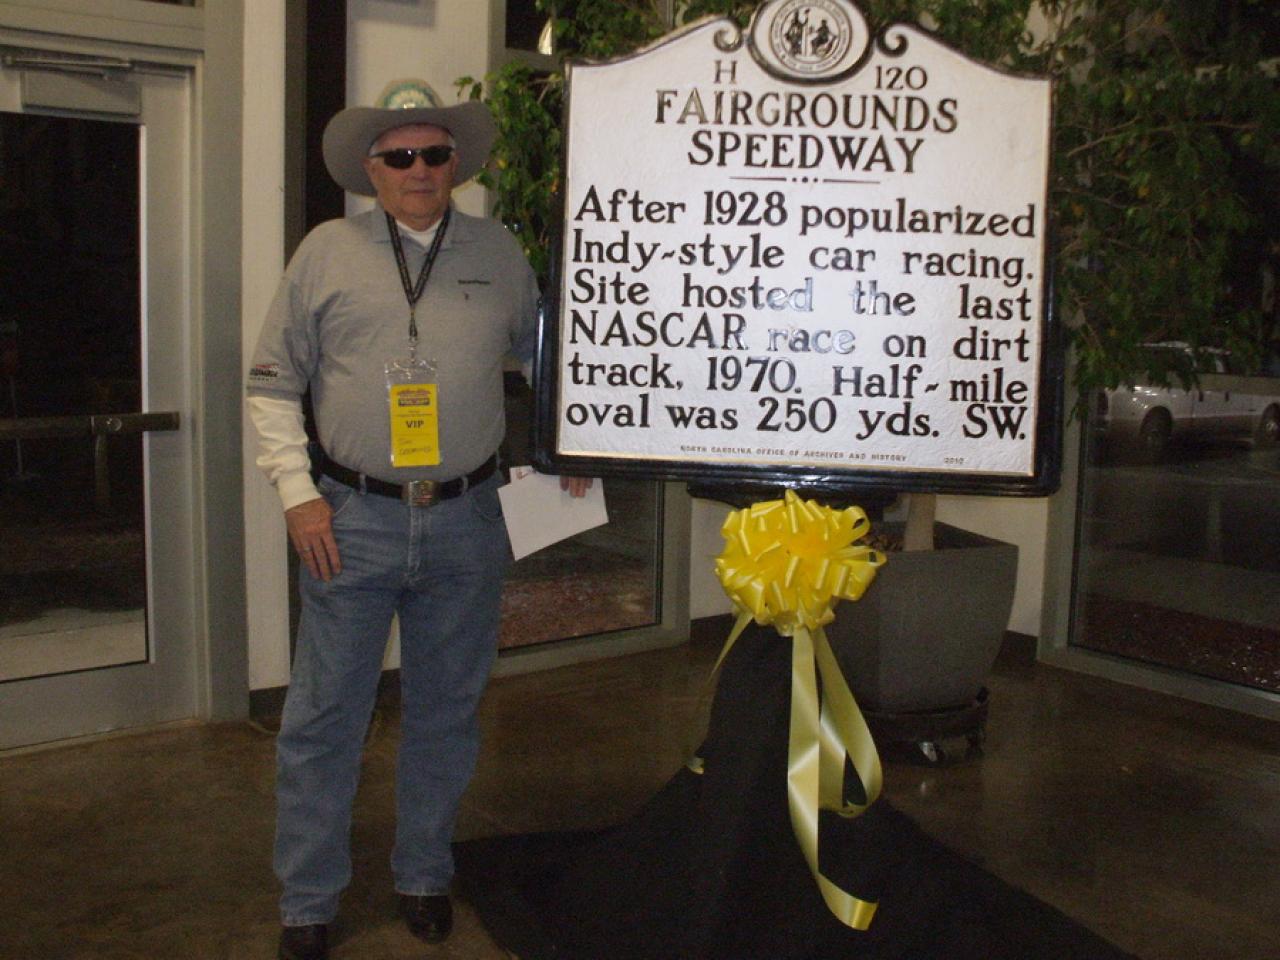 H 120
FAIRGROUNDS
SPEEDWAY
After 1928 popularized
Indy-style car racing.
Site hosted the last
NASCAR race on dirt
track, 1970. Half-mile
oval was 250 yds. SW.
NORTH CAROLINA OFFICE OF ARCHIVES AND HISTORY 2010
VIP